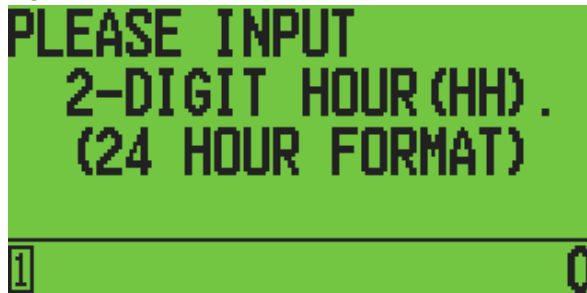 PLEASE INPUT
2-DIGIT HOUR(HH).
(24 HOUR FORMAT)
1 0